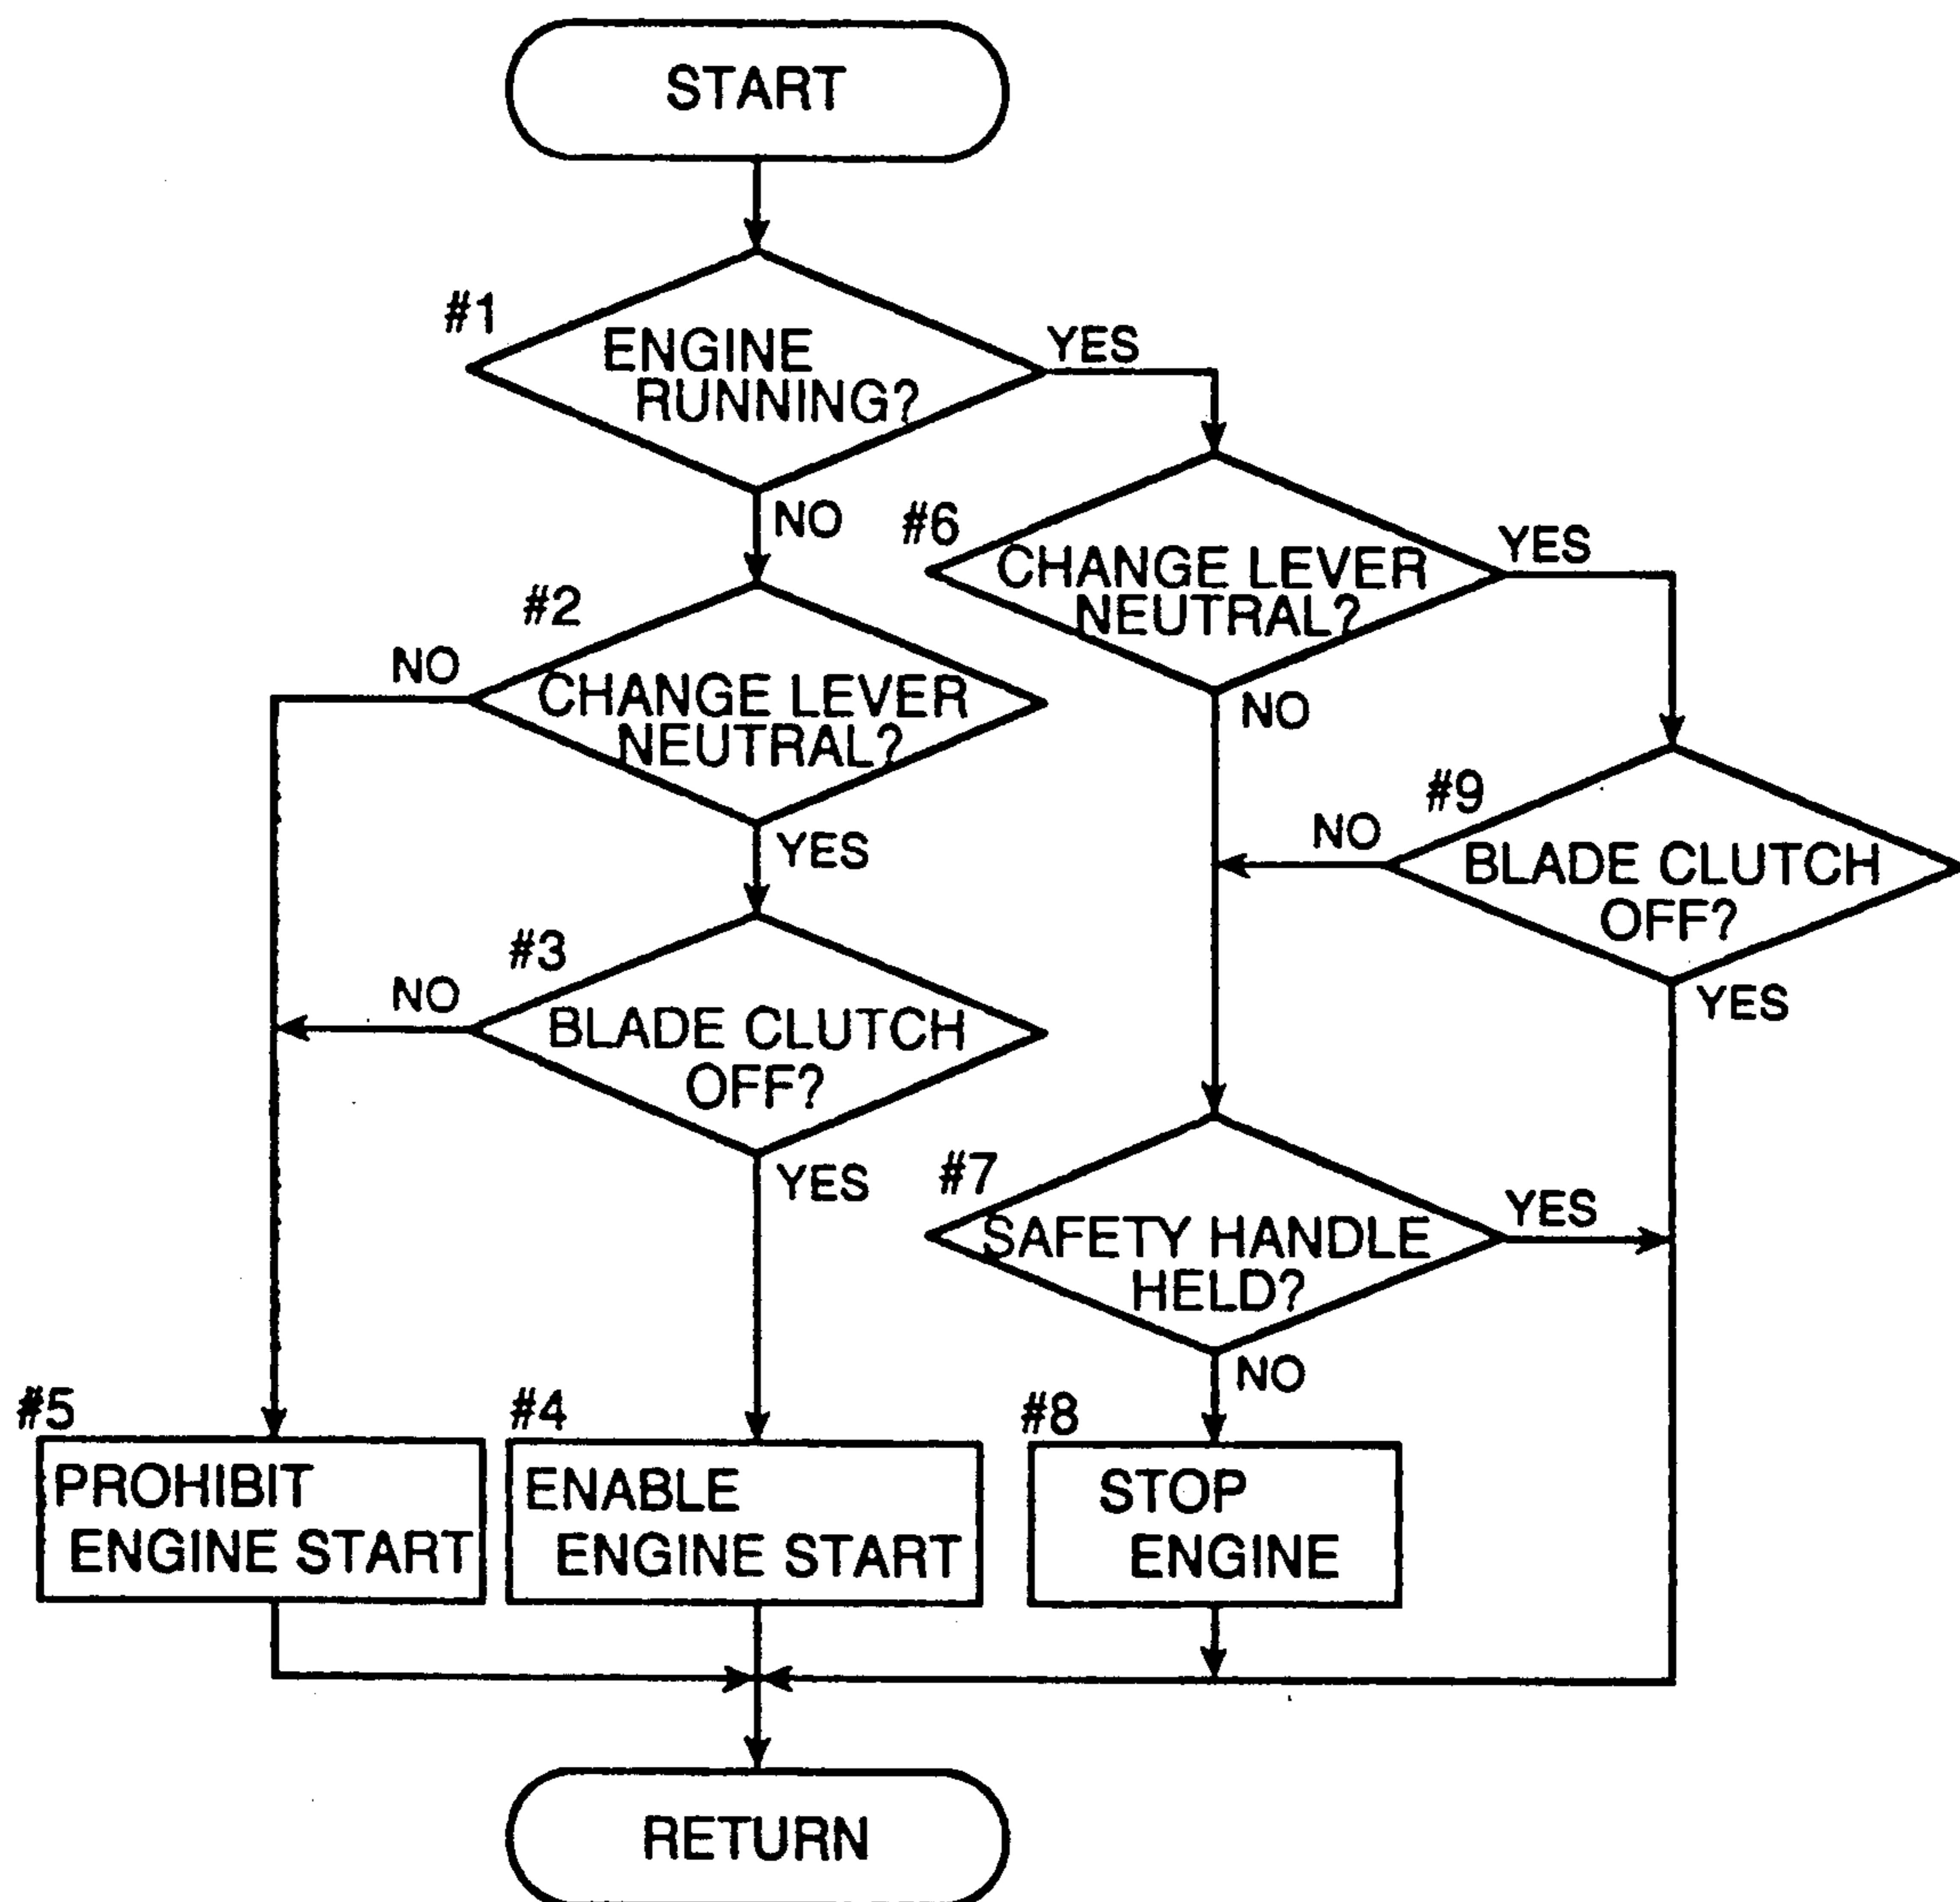 START
#1
ENGINE
RUNNING?
YES
NO
#6
CHANGE LEVER
NEUTRAL?
YES
NO
#2
CHANGE LEVER
NEUTRAL?
NO
YES
#9
BLADE CLUTCH
OFF?
NO
YES
#3
BLADE CLUTCH
OFF?
NO
YES
#7
SAFETY HANDLE
HELD?
YES
NO
#5
PROHIBIT
ENGINE START
#4
ENABLE
ENGINE START
#8
STOP
ENGINE
RETURN